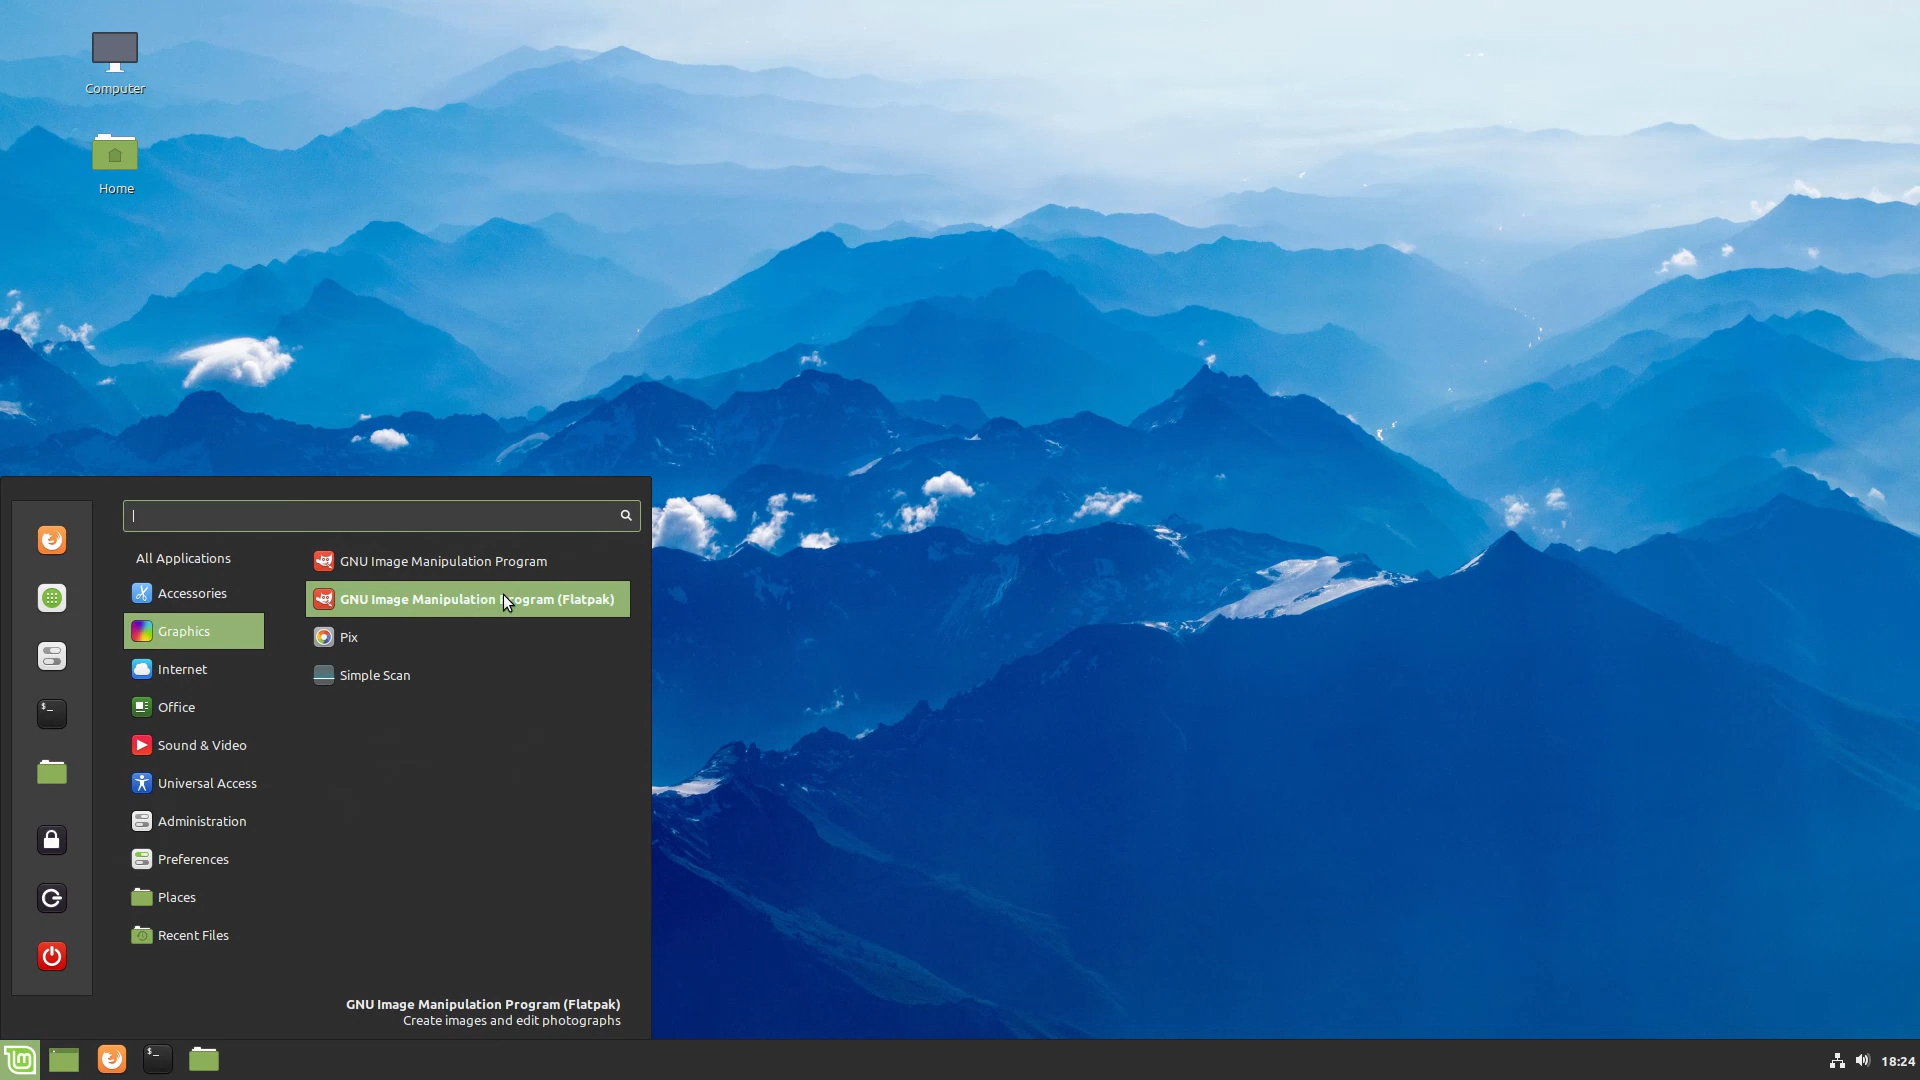 Computer
Home
All Applications
Accessories
Graphics
Internet
Office
Sound & Video
Universal Access
Administration
Preferences
Places
Recent Files
GNU Image Manipulation Program
GNU Image Manipulation Program (Flatpak)
Pix
Simple Scan
GNU Image Manipulation Program (Flatpak)
Create images and edit photographs
18:24